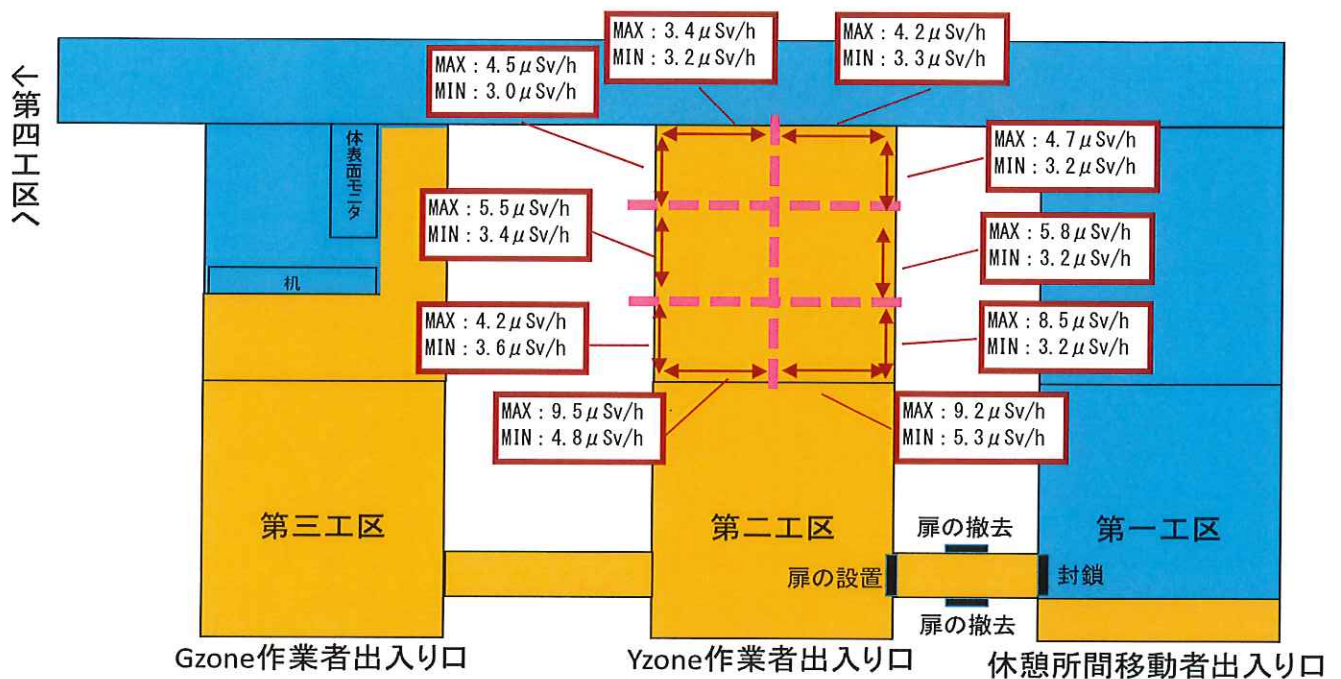 MAX:3.4μSv/h
MIN:3.2μSv/h
MAX:4.2μSv/h
MIN:3.3μSv/h
MAX:4.5μSv/h
MIN:3.0μSv/h
←第四工区へ
体表面モニタ
MAX:4.7μSv/h
MIN:3.2μSv/h
MAX:5.5μSv/h
MIN:3.4μSv/h
MAX:5.8μSv/h
MIN:3.2μSv/h
机
MAX:4.2μSv/h
MIN:3.6μSv/h
MAX:8.5μSv/h
MIN:3.2μSv/h
MAX:9.5μSv/h
MIN:4.8μSv/h
MAX:9.2μSv/h
MIN:5.3μSv/h
第三工区
第二工区
扉の撤去
第一工区
扉の設置
封鎖
扉の撤去
Gzone作業者出入り口
Yzone作業者出入り口
休憩所間移動者出入り口